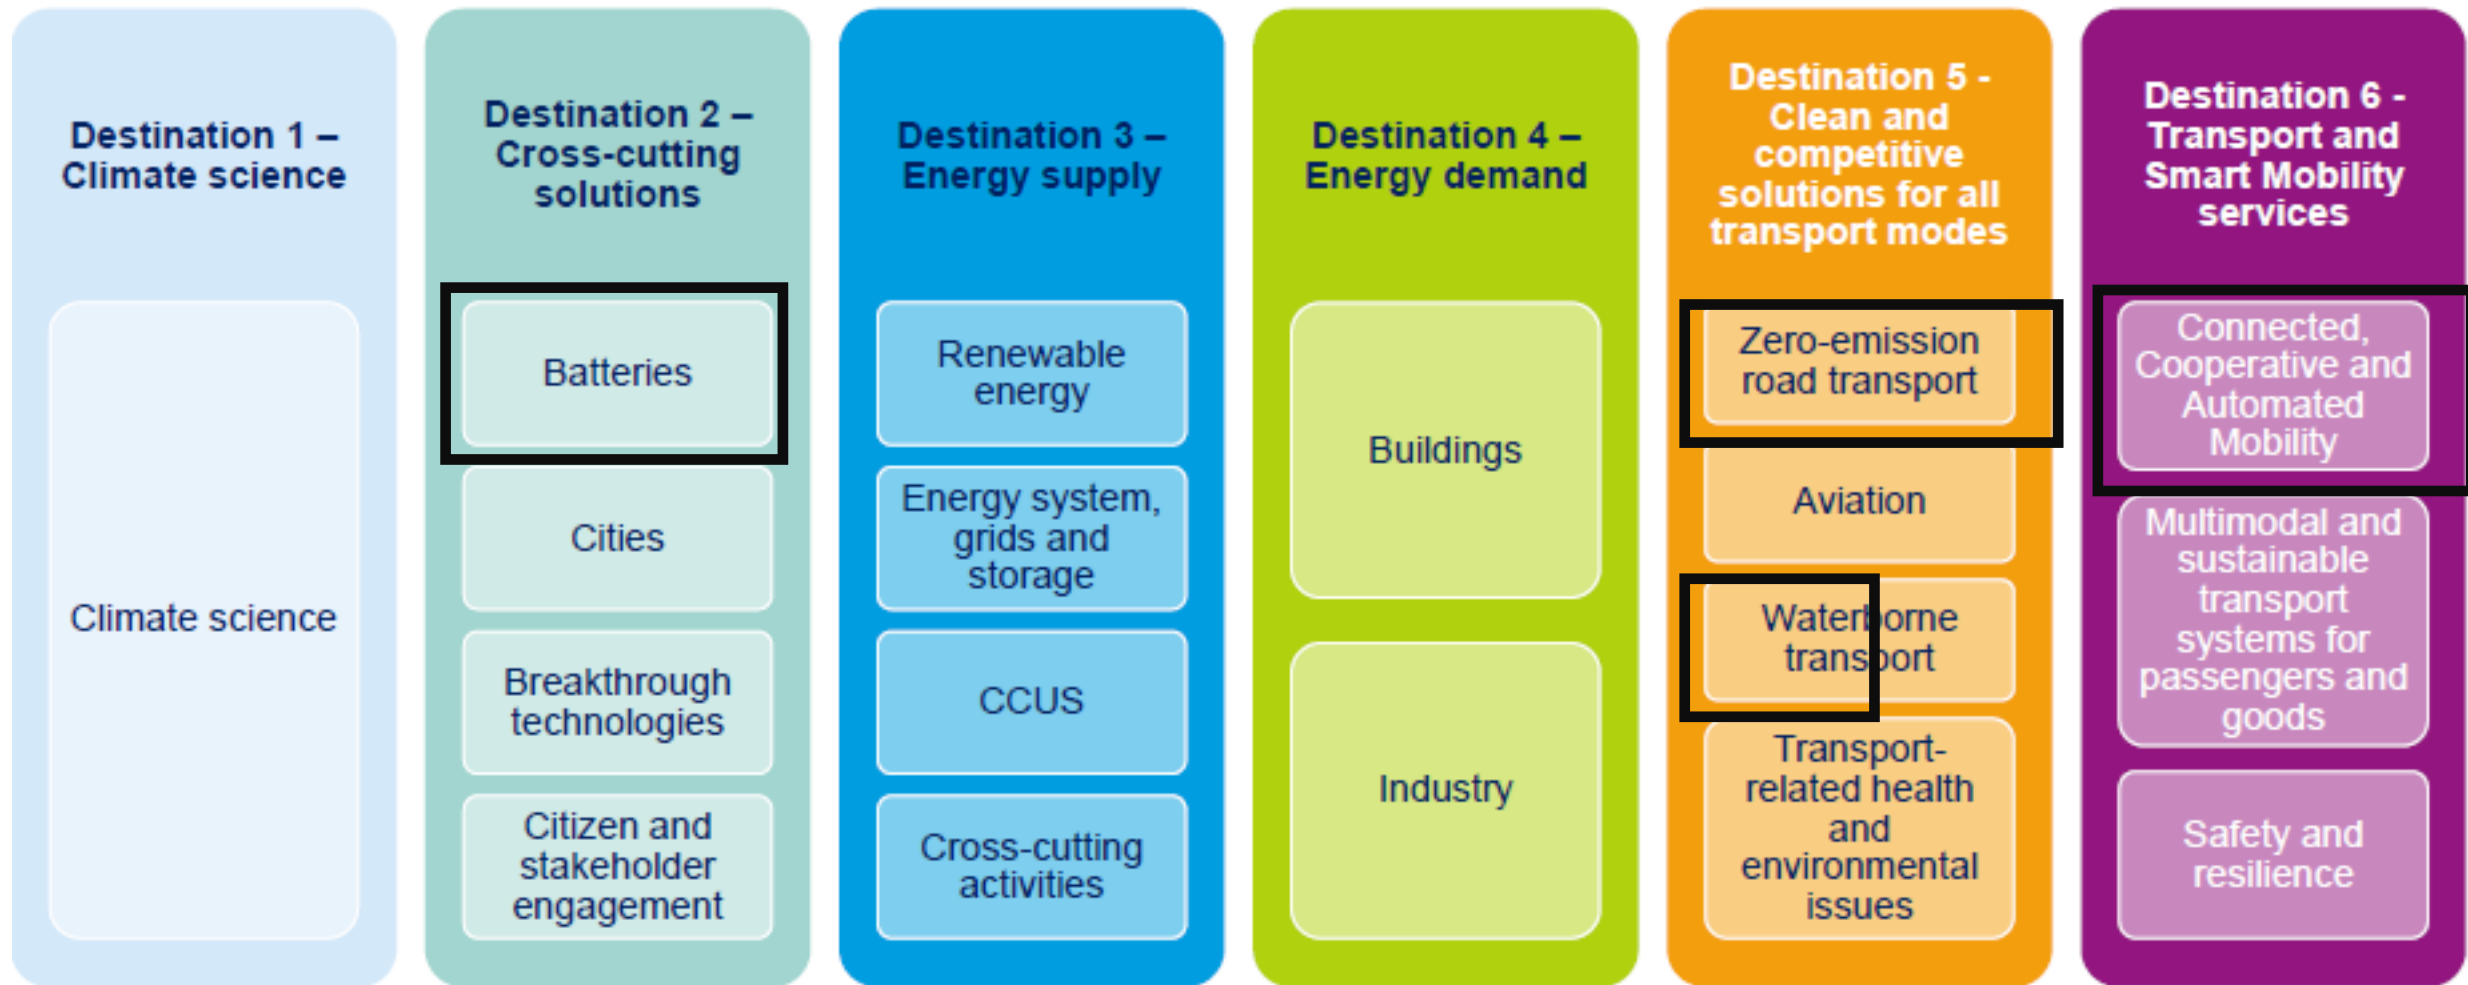 Destination 1 –
Climate science
Climate science
Destination 2 –
Cross-cutting
solutions
Batteries
Cities
Breakthrough
technologies
Citizen and
stakeholder
engagement
Destination 3 –
Energy supply
Renewable
energy
Energy system,
grids and
storage
CCUS
Cross-cutting
activities
Destination 4 –
Energy demand
Buildings
Industry
Destination 5 -
Clean and
competitive
solutions for all
transport modes
Zero-emission
road transport
Aviation
Waterborne
transport
Transport-
related health
and
environmental
issues
Destination 6 -
Transport and
Smart Mobility
services
Connected,
Cooperative and
Automated
Mobility
Multimodal and
sustainable
transport
systems for
passengers and
goods
Safety and
resilience